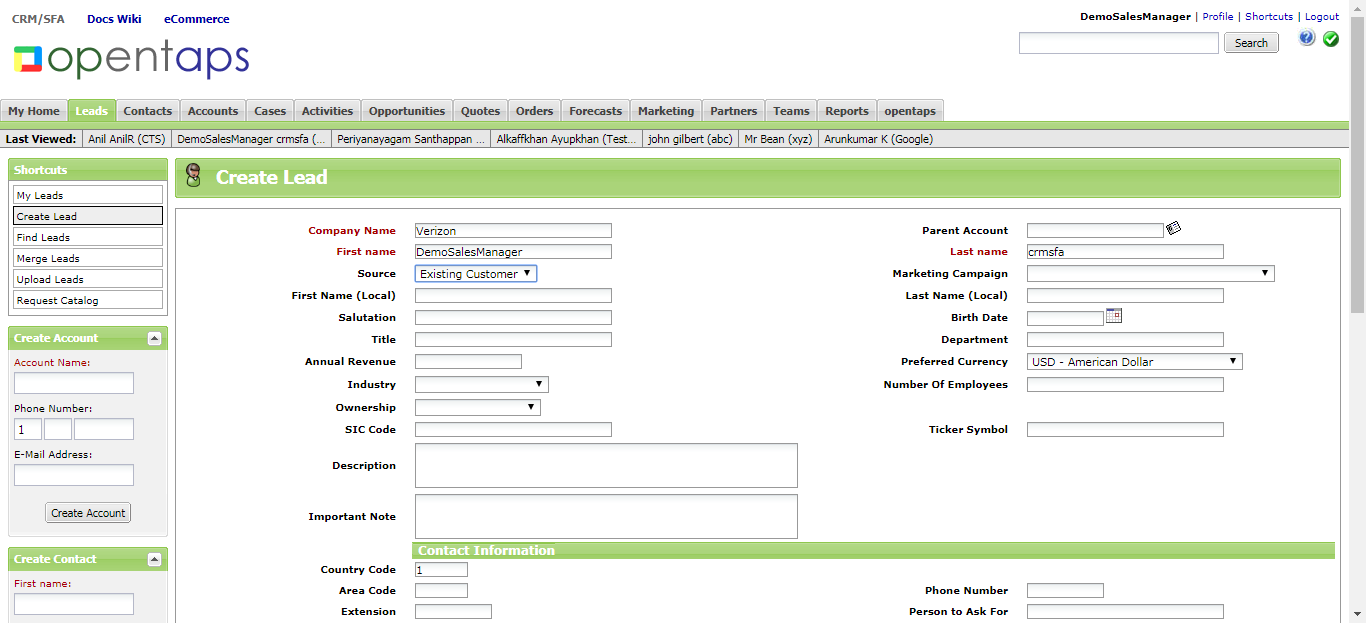 CRM/SFA Docs Wiki eCommerce
DemoSalesManager | Profile | Shortcuts | Logout
opentaps
Search
My Home Leads Contacts Accounts Cases Activities Opportunities Quotes Orders Forecasts Marketing Partners Teams Reports opentaps
Last Viewed: Anil AnilR (CTS) DemoSalesManager crmsfa (... Periyanayagam Santhappan ... Alkaffkhan Ayupkhan (Test... john gilbert (abc) Mr Bean (xyz) Arunkumar K (Google)
Shortcuts
My Leads
Create Lead
Find Leads
Merge Leads
Upload Leads
Request Catalog
Create Account
Account Name:
Phone Number:
1
E-Mail Address:
Create Account
Create Contact
First name:
Create Lead
Company Name Verizon Parent Account
First name DemoSalesManager Last name crmsfa
Source Existing Customer Marketing Campaign
First Name (Local) Last Name (Local)
Salutation Birth Date
Title Department
Annual Revenue Preferred Currency USD - American Dollar
Industry Number Of Employees
Ownership
SIC Code Ticker Symbol
Description
Important Note
Contact Information
Country Code 1
Area Code Phone Number
Extension Person to Ask For